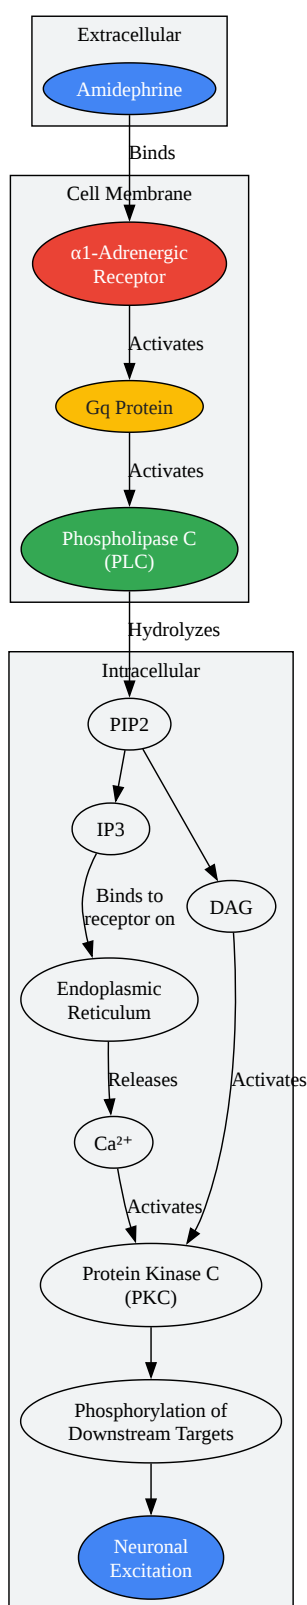 Extracellular
Amidephrine
Binds
Cell Membrane
α1-Adrenergic
Receptor
Activates
Gq Protein
Activates
Phospholipase C
(PLC)
Hydrolyzes
Intracellular
PIP2
IP3
Binds to
receptor on
DAG
Endoplasmic
Reticulum
Releases
Activates
Ca²⁺
Activates
Protein Kinase C
(PKC)
Phosphorylation of
Downstream Targets
Neuronal
Excitation